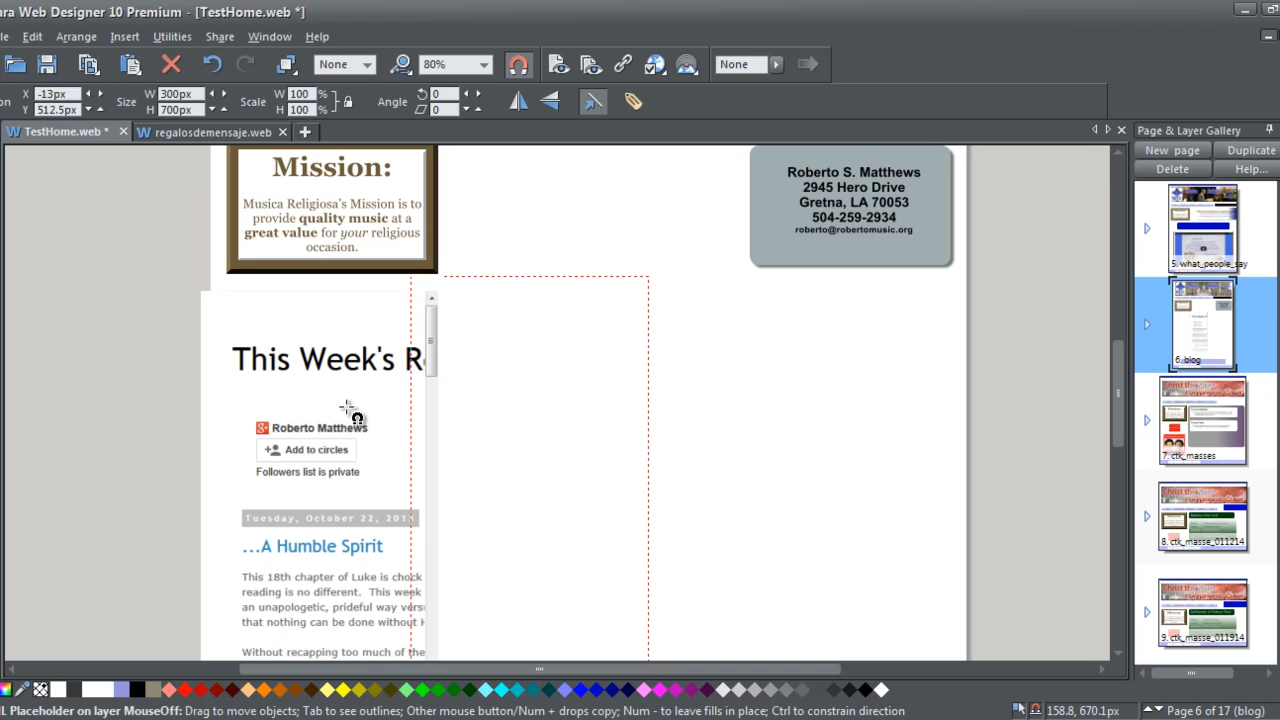 ara Web Designer 10 Premium - [TestHome.web *]
le Edit Arrange Insert Utilities Share Window Help
None 80% None
X -13px W 300px W 100 % 0
on Size Scale Angle
Y 512.5px H 700px H 100 % 0
TestHome.web * regalosdemensaje.web
Mission:
Musica Religiosa's Mission is to
provide quality music at a
great value for your religious
occasion.
Roberto S. Matthews
2945 Hero Drive
Gretna, LA 70053
504-259-2934
roberto@robertomusic.org
This Week's Re
Roberto Matthews
Add to circles
Followers list is private
Tuesday, October 22, 201
...A Humble Spirit
This 18th chapter of Luke is chock
reading is no different. This week
an unapologetic, prideful way vers
that nothing can be done without H
Without recapping too much of the
Page & Layer Gallery
New page Duplicate
Delete Help...
5. what_people_say
6. blog
7. ctk_masses
8. ctk_masse_011214
9. ctk_masse_011914
L Placeholder on layer MouseOff: Drag to move objects; Tab to see outlines; Other mouse button/Num + drops copy; Num - to leave fills in place; Ctrl to constrain direction
158.8, 670.1px Page 6 of 17 (blog)